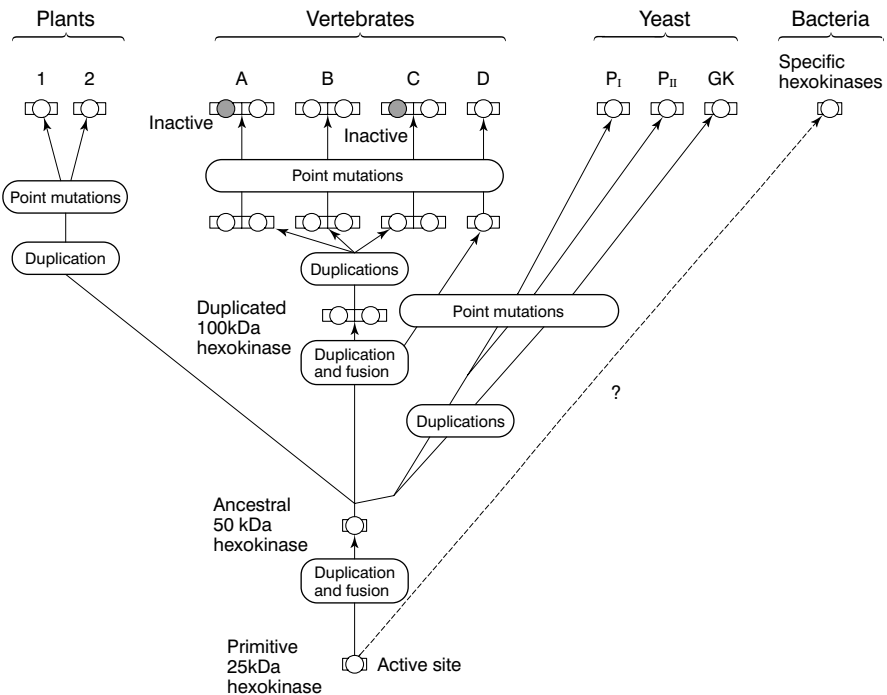 Plants
Vertebrates
Yeast
Bacteria
1
2
A
B
C
D
P_I
P_II
GK
Specific
hexokinases
Inactive
Inactive
Point mutations
Point mutations
Duplication
Duplications
Duplicated
100kDa
hexokinase
Point mutations
Duplication
and fusion
?
Duplications
Ancestral
50 kDa
hexokinase
Duplication
and fusion
Primitive
25kDa
hexokinase
Active site